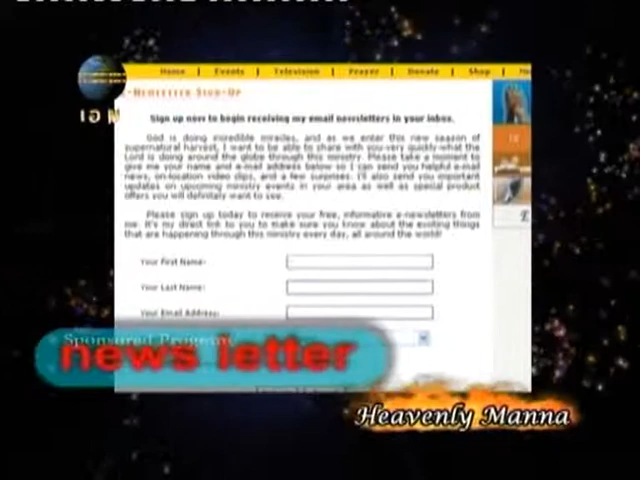 Home | Events | Television | Prayer | Donate | Shop
E-Newsletter Sign-Up
Sign up now to begin receiving my email newsletters in your inbox.
God is doing incredible miracles, and as we enter this new season of
supernatural harvest, I want to be able to share with you very quickly what the
Lord is doing around the globe through this ministry. Please take a moment to
give me your name and e-mail address below so I can send you helpful e-mail
news, on-location video clips, and a few surprises. I'll also send you important
updates on upcoming ministry events in your area as well as special product
offers you will definitely want to see.
Please sign up today to receive your free, informative e-newsletters from
me. It's my direct link to you to make sure you know about the exciting things
that are happening through this ministry every day, all around the world!
Your First Name:
Your Last Name:
Your Email Address:
Sponsored Program
news letter
Heavenly Manna